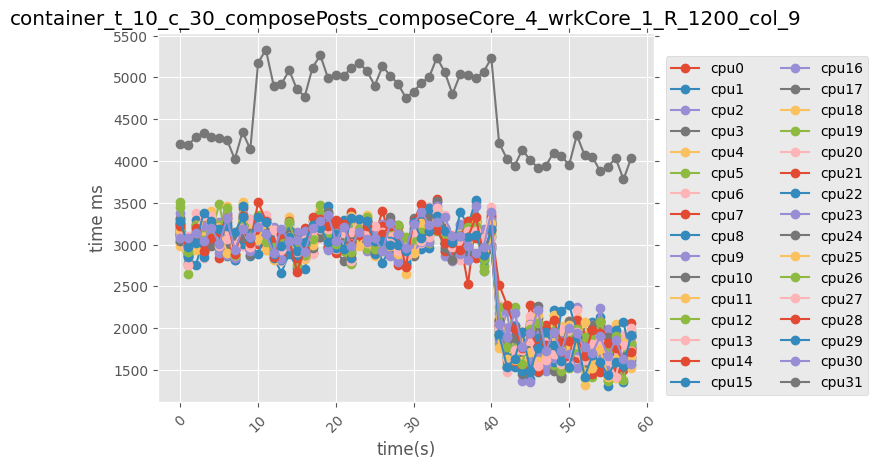 container_t_10_c_30_composePosts_composeCore_4_wrkCore_1_R_1200_col_9
time ms
5500
5000
4500
4000
3500
3000
2500
2000
1500
0 10 20 30 40 50 60
time(s)
cpu0 cpu16
cpu1 cpu17
cpu2 cpu18
cpu3 cpu19
cpu4 cpu20
cpu5 cpu21
cpu6 cpu22
cpu7 cpu23
cpu8 cpu24
cpu9 cpu25
cpu10 cpu26
cpu11 cpu27
cpu12 cpu28
cpu13 cpu29
cpu14 cpu30
cpu15 cpu31